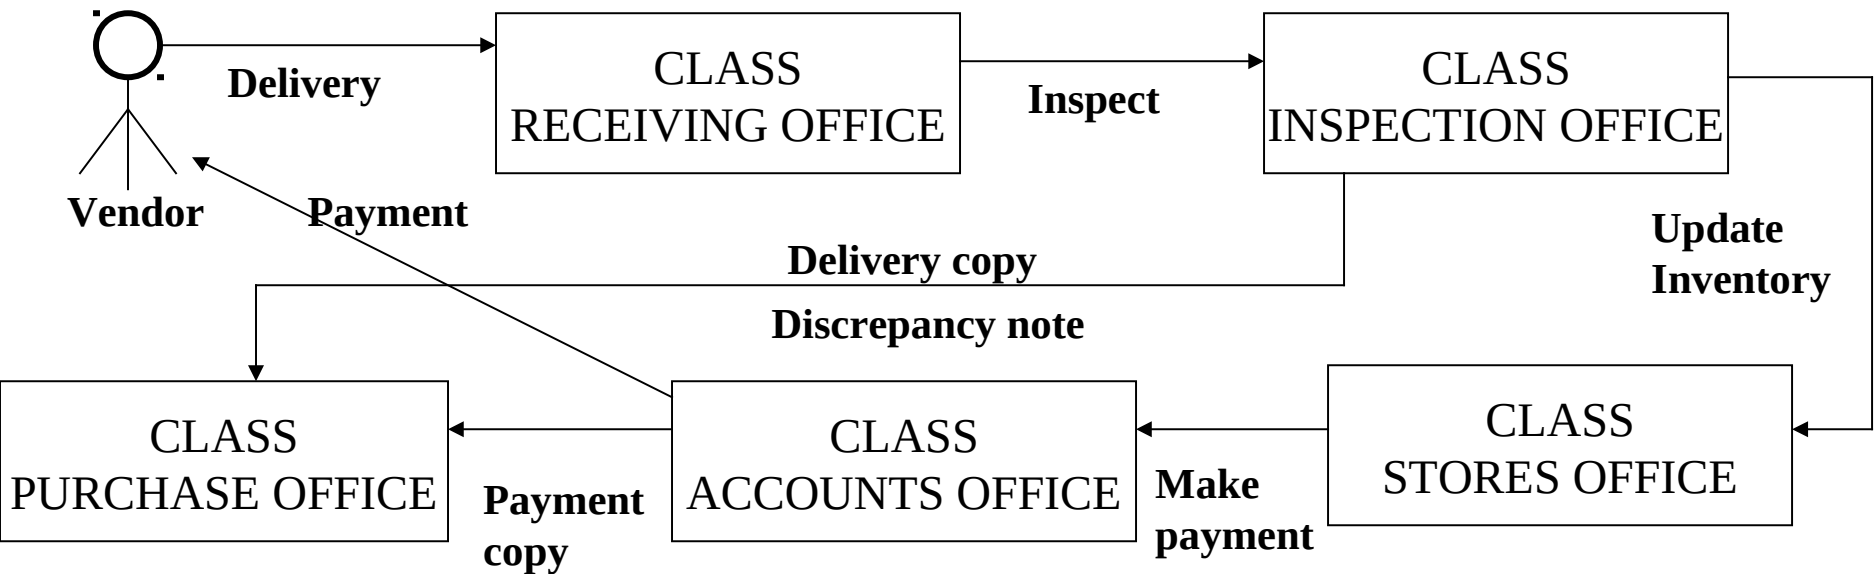 CLASS
RECEIVING OFFICE
CLASS
INSPECTION OFFICE
Delivery
Inspect
Vendor
Payment
Update
Inventory
Delivery copy
Discrepancy note
CLASS
PURCHASE OFFICE
CLASS
ACCOUNTS OFFICE
CLASS
STORES OFFICE
Payment
copy
Make
payment